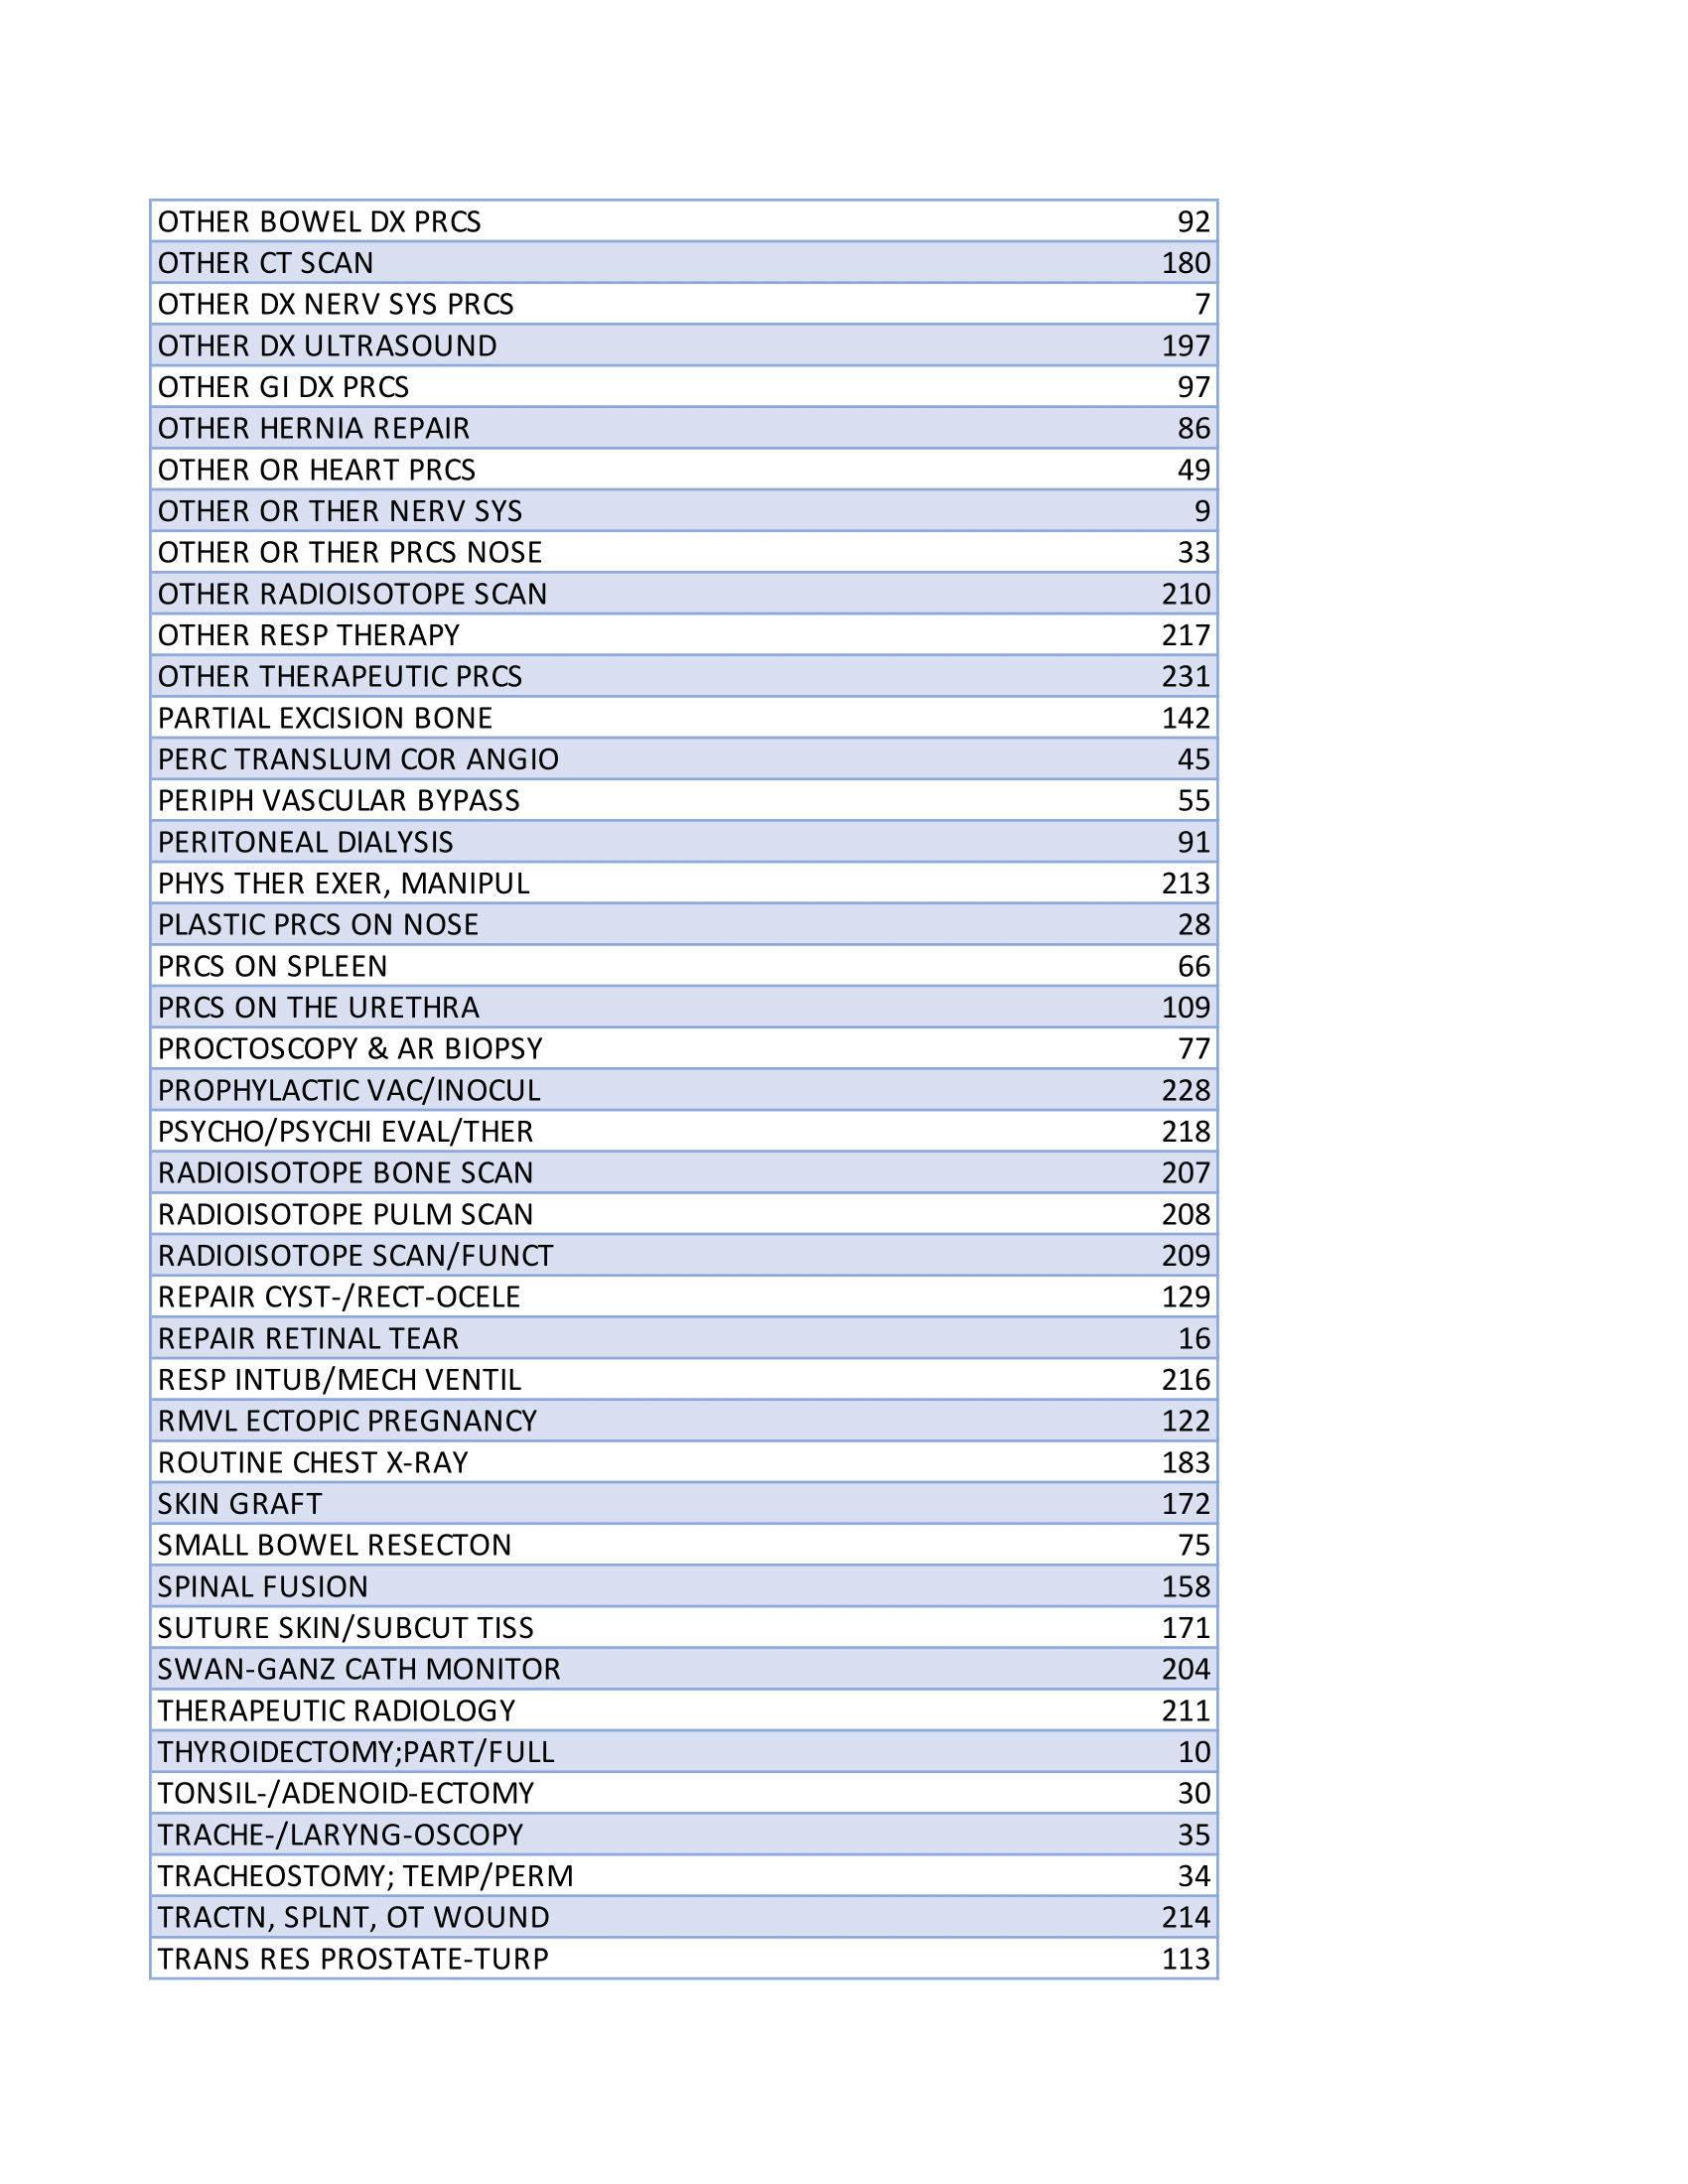 OTHER BOWEL DX PRCS 92
OTHER CT SCAN 180
OTHER DX NERV SYS PRCS 7
OTHER DX ULTRASOUND 197
OTHER GI DX PRCS 97
OTHER HERNIA REPAIR 86
OTHER OR HEART PRCS 49
OTHER OR THER NERV SYS 9
OTHER OR THER PRCS NOSE 33
OTHER RADIOISOTOPE SCAN 210
OTHER RESP THERAPY 217
OTHER THERAPEUTIC PRCS 231
PARTIAL EXCISION BONE 142
PERC TRANSLUM COR ANGIO 45
PERIPH VASCULAR BYPASS 55
PERITONEAL DIALYSIS 91
PHYS THER EXER, MANIPUL 213
PLASTIC PRCS ON NOSE 28
PRCS ON SPLEEN 66
PRCS ON THE URETHRA 109
PROCTOSCOPY & AR BIOPSY 77
PROPHYLACTIC VAC/INOCUL 228
PSYCHO/PSYCHI EVAL/THER 218
RADIOISOTOPE BONE SCAN 207
RADIOISOTOPE PULM SCAN 208
RADIOISOTOPE SCAN/FUNCT 209
REPAIR CYST-/RECT-OCELE 129
REPAIR RETINAL TEAR 16
RESP INTUB/MECH VENTIL 216
RMVL ECTOPIC PREGNANCY 122
ROUTINE CHEST X-RAY 183
SKIN GRAFT 172
SMALL BOWEL RESECTON 75
SPINAL FUSION 158
SUTURE SKIN/SUBCUT TISS 171
SWAN-GANZ CATH MONITOR 204
THERAPEUTIC RADIOLOGY 211
THYROIDECTOMY;PART/FULL 10
TONSIL-/ADENOID-ECTOMY 30
TRACHE-/LARYNG-OSCOPY 35
TRACHEOSTOMY; TEMP/PERM 34
TRACTN, SPLNT, OT WOUND 214
TRANS RES PROSTATE-TURP 113